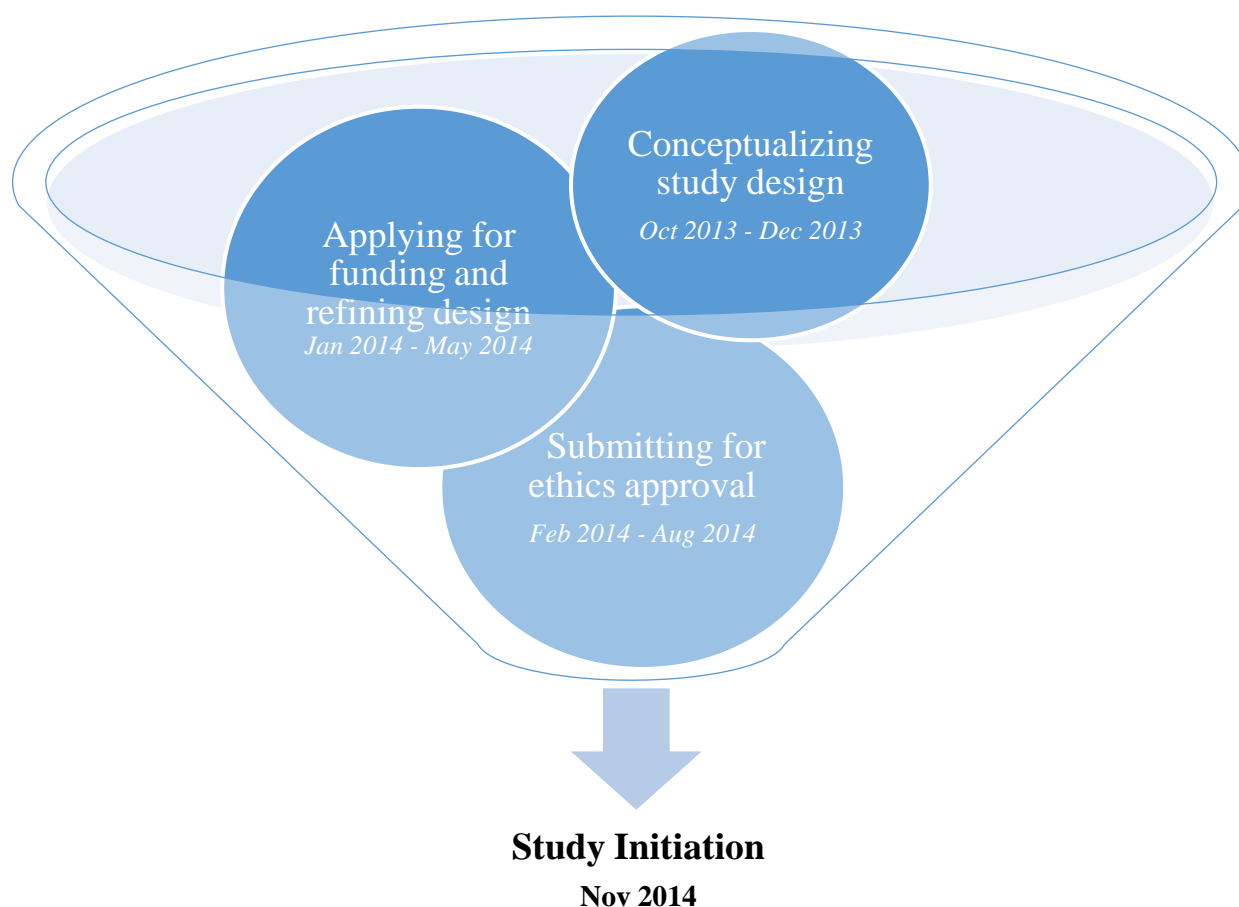 Conceptualizing
study design
Oct 2013 - Dec 2013
Applying for
funding and
refining design
Jan 2014 - May 2014
Submitting for
ethics approval
Feb 2014 - Aug 2014
Study Initiation
Nov 2014